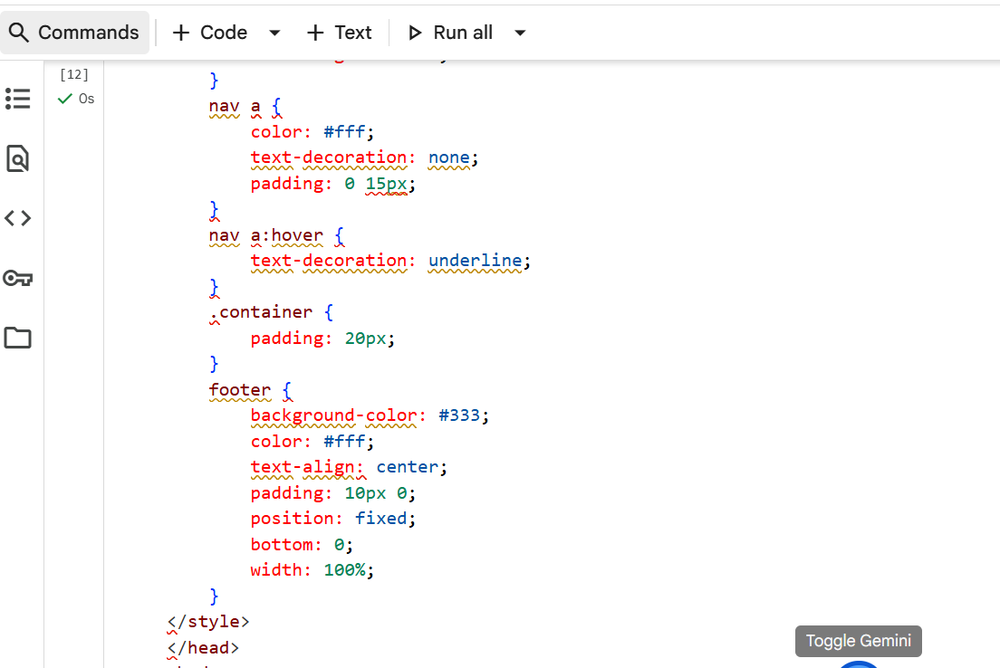 Commands + Code + Text Run all
[12]
0s
}
nav a {
color: #fff;
text-decoration: none;
padding: 0 15px;
}
nav a:hover {
text-decoration: underline;
}
.container {
padding: 20px;
}
footer {
background-color: #333;
color: #fff;
text-align: center;
padding: 10px 0;
position: fixed;
bottom: 0;
width: 100%;
}
</style>
</head>
Toggle Gemini